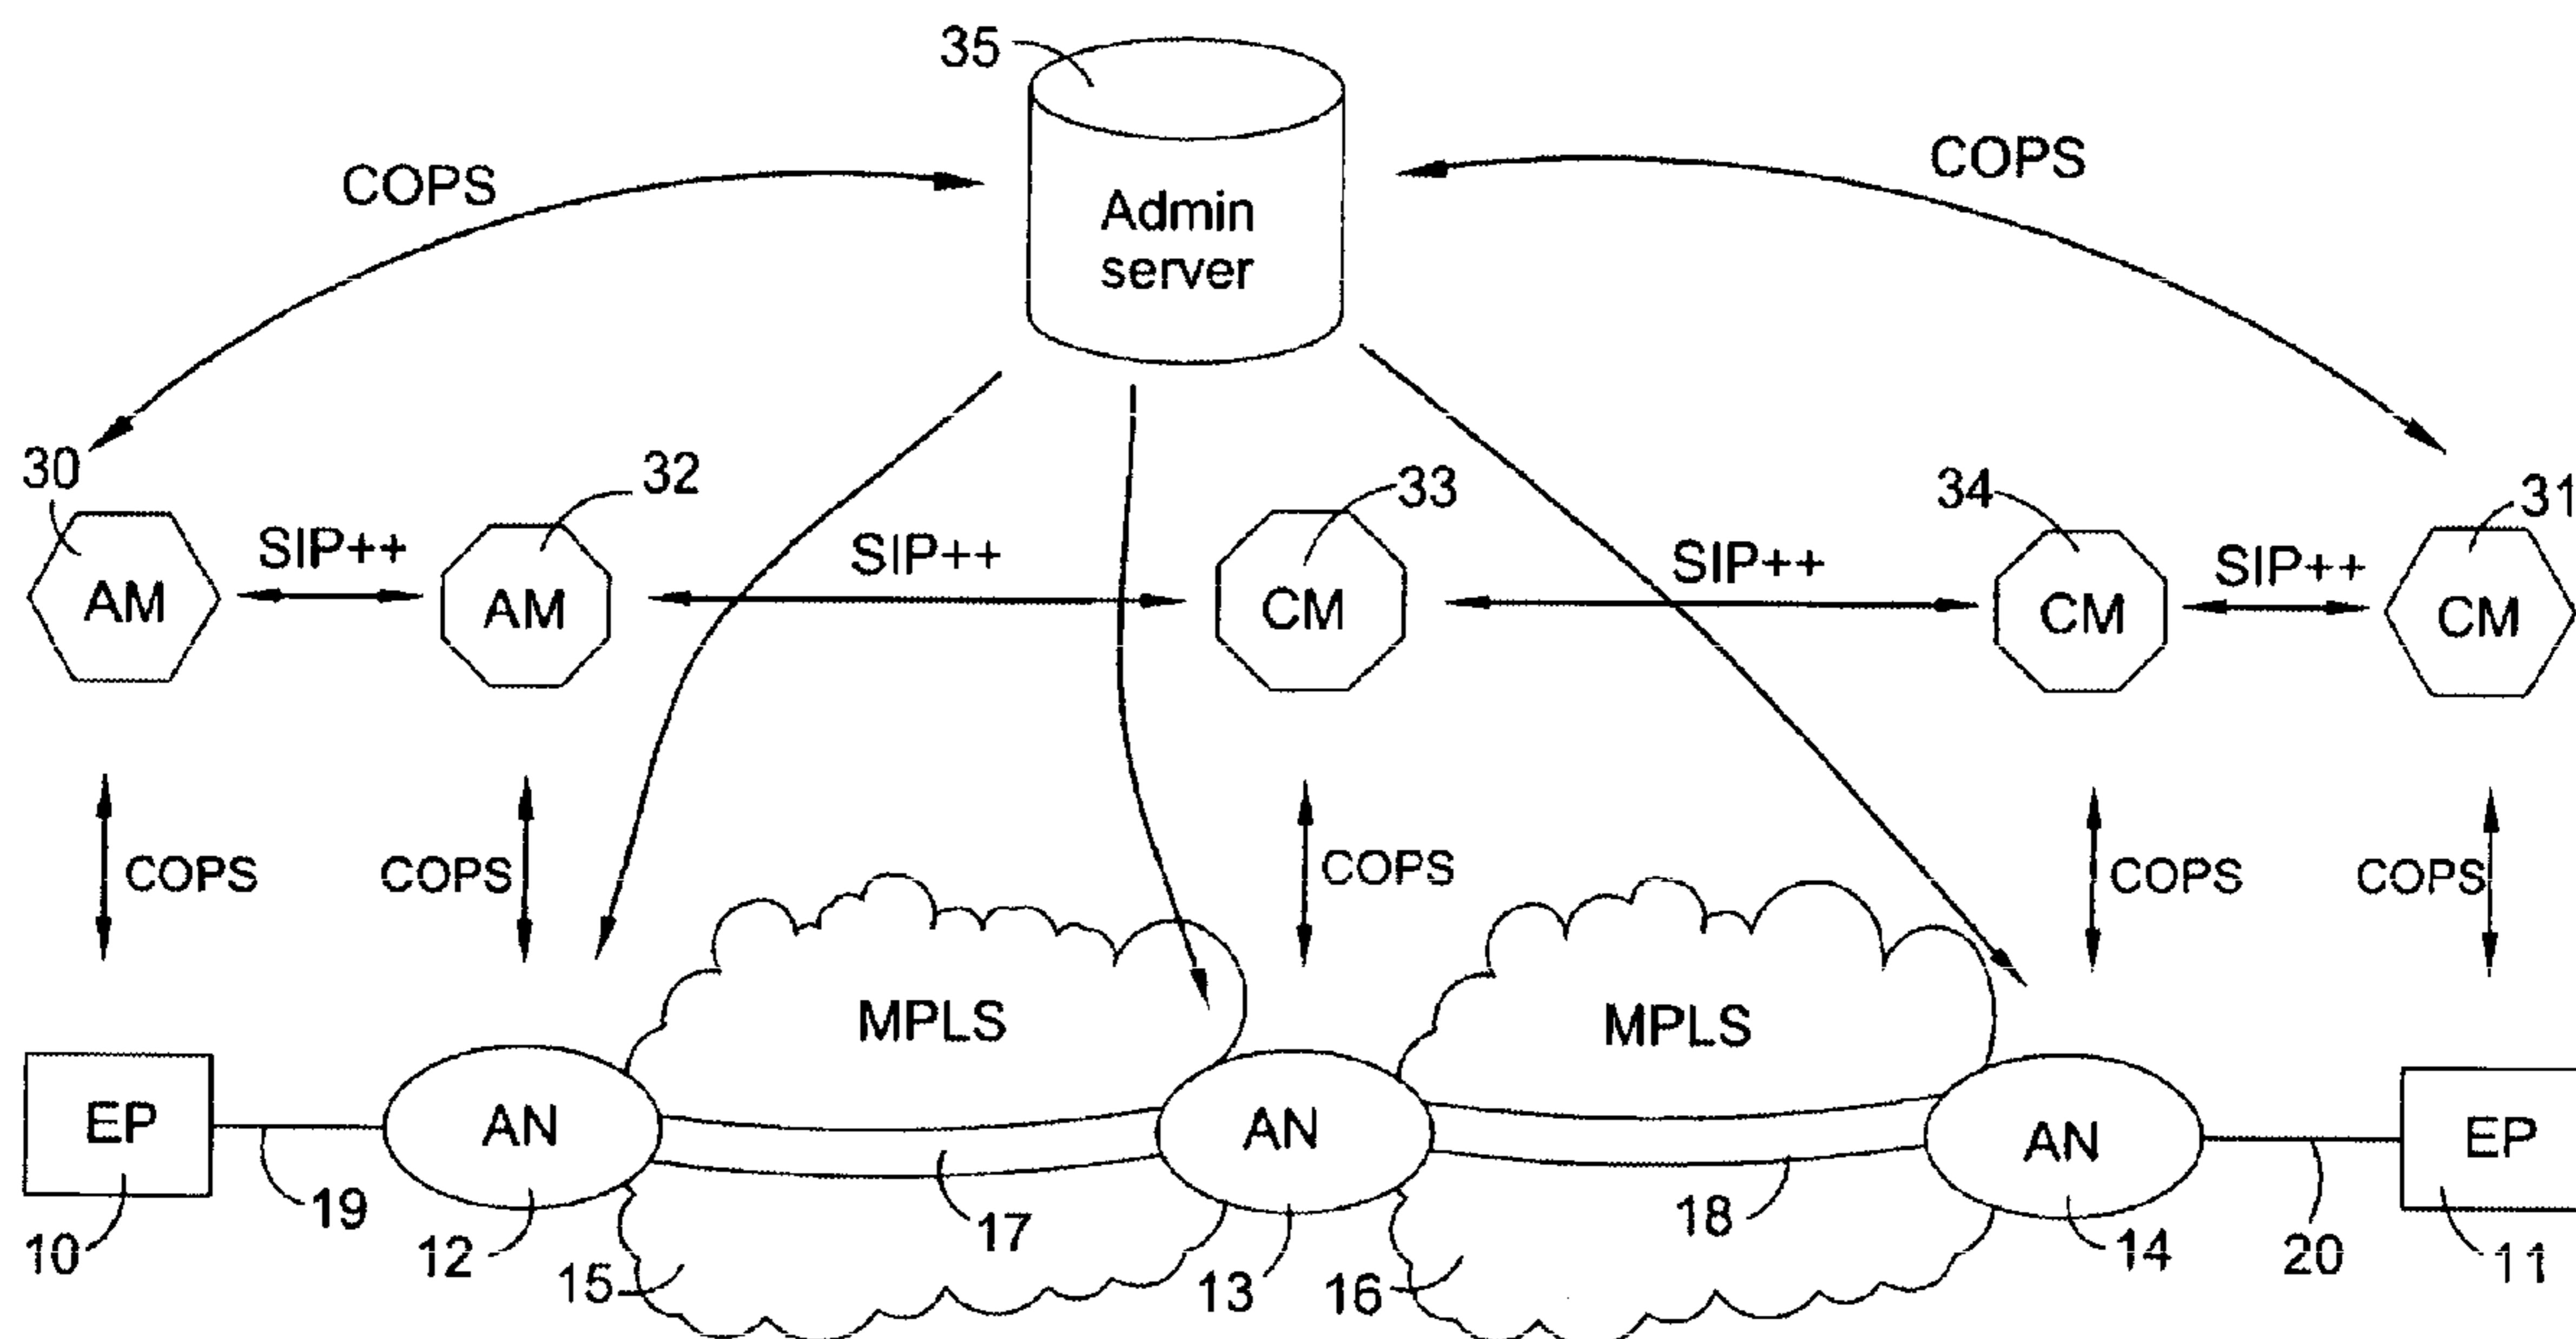 35
COPS
COPS
Admin
server
30
32
33
34
31
SIP++
SIP++
SIP++
SIP++
AM
AM
CM
CM
CM
COPS
COPS
COPS
COPS
COPS
MPLS
MPLS
EP
AN
AN
AN
EP
10
19
12
15
17
13
16
18
14
20
11